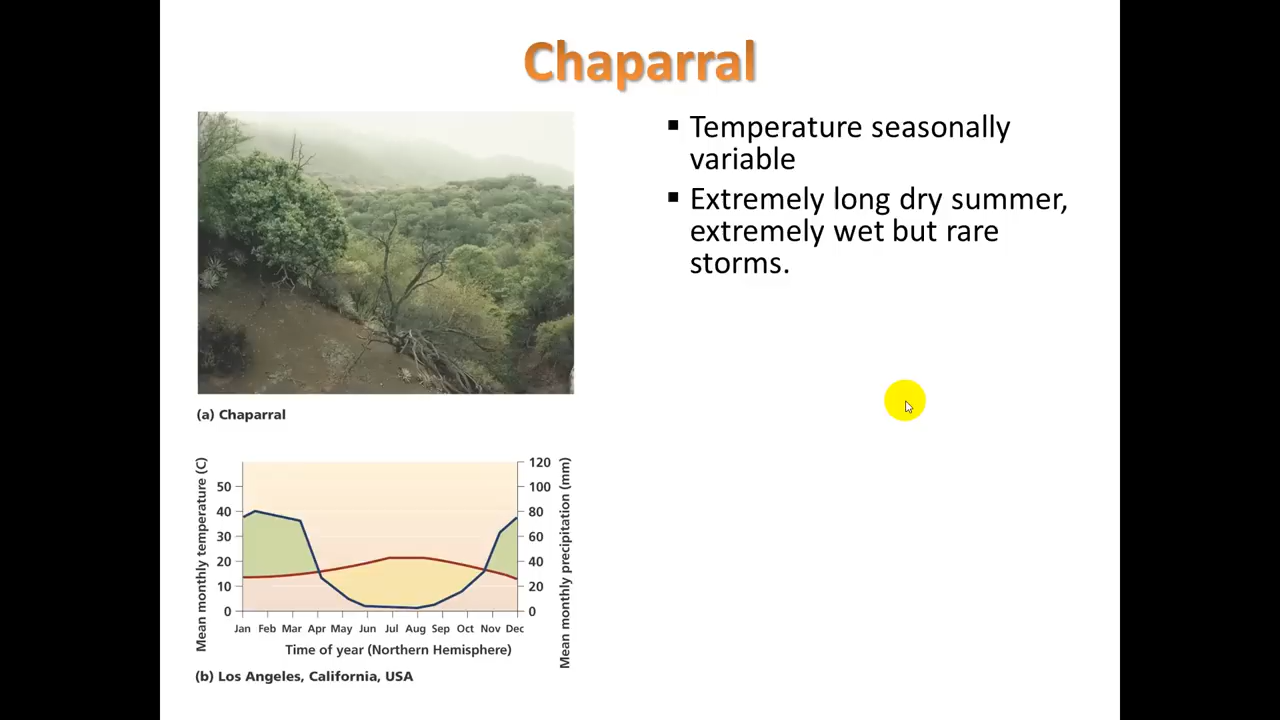 Chaparral
▪ Temperature seasonally
variable
▪ Extremely long dry summer,
extremely wet but rare
storms.
(a) Chaparral
Mean monthly temperature (C)
50
40
30
20
10
0
120
100
80
60
40
20
0
Mean monthly precipitation (mm)
Jan Feb Mar Apr May Jun Jul Aug Sep Oct Nov Dec
Time of year (Northern Hemisphere)
(b) Los Angeles, California, USA